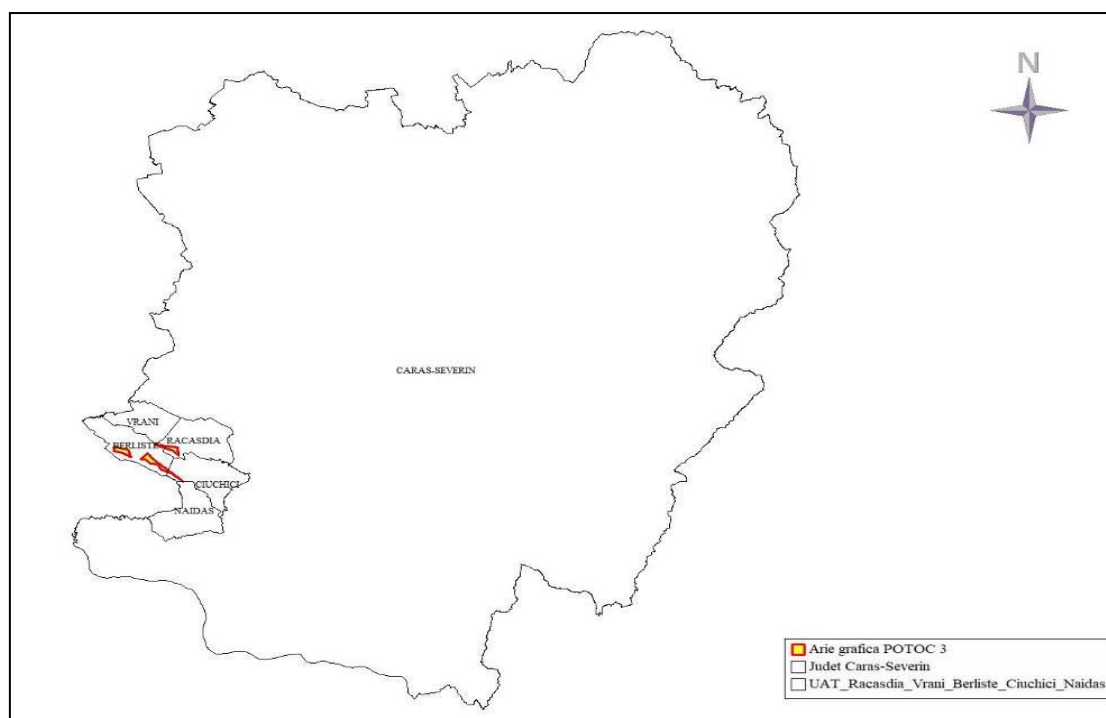 N
CARAS-SEVERIN
VRANI
BERLISTE RACASDIA
CIUCHICI
NAIDAS
Arie grafica POTOC 3
Judet Caras-Severin
UAT_Racasdia_Vrani_Berliste_Ciuchici_Naidas